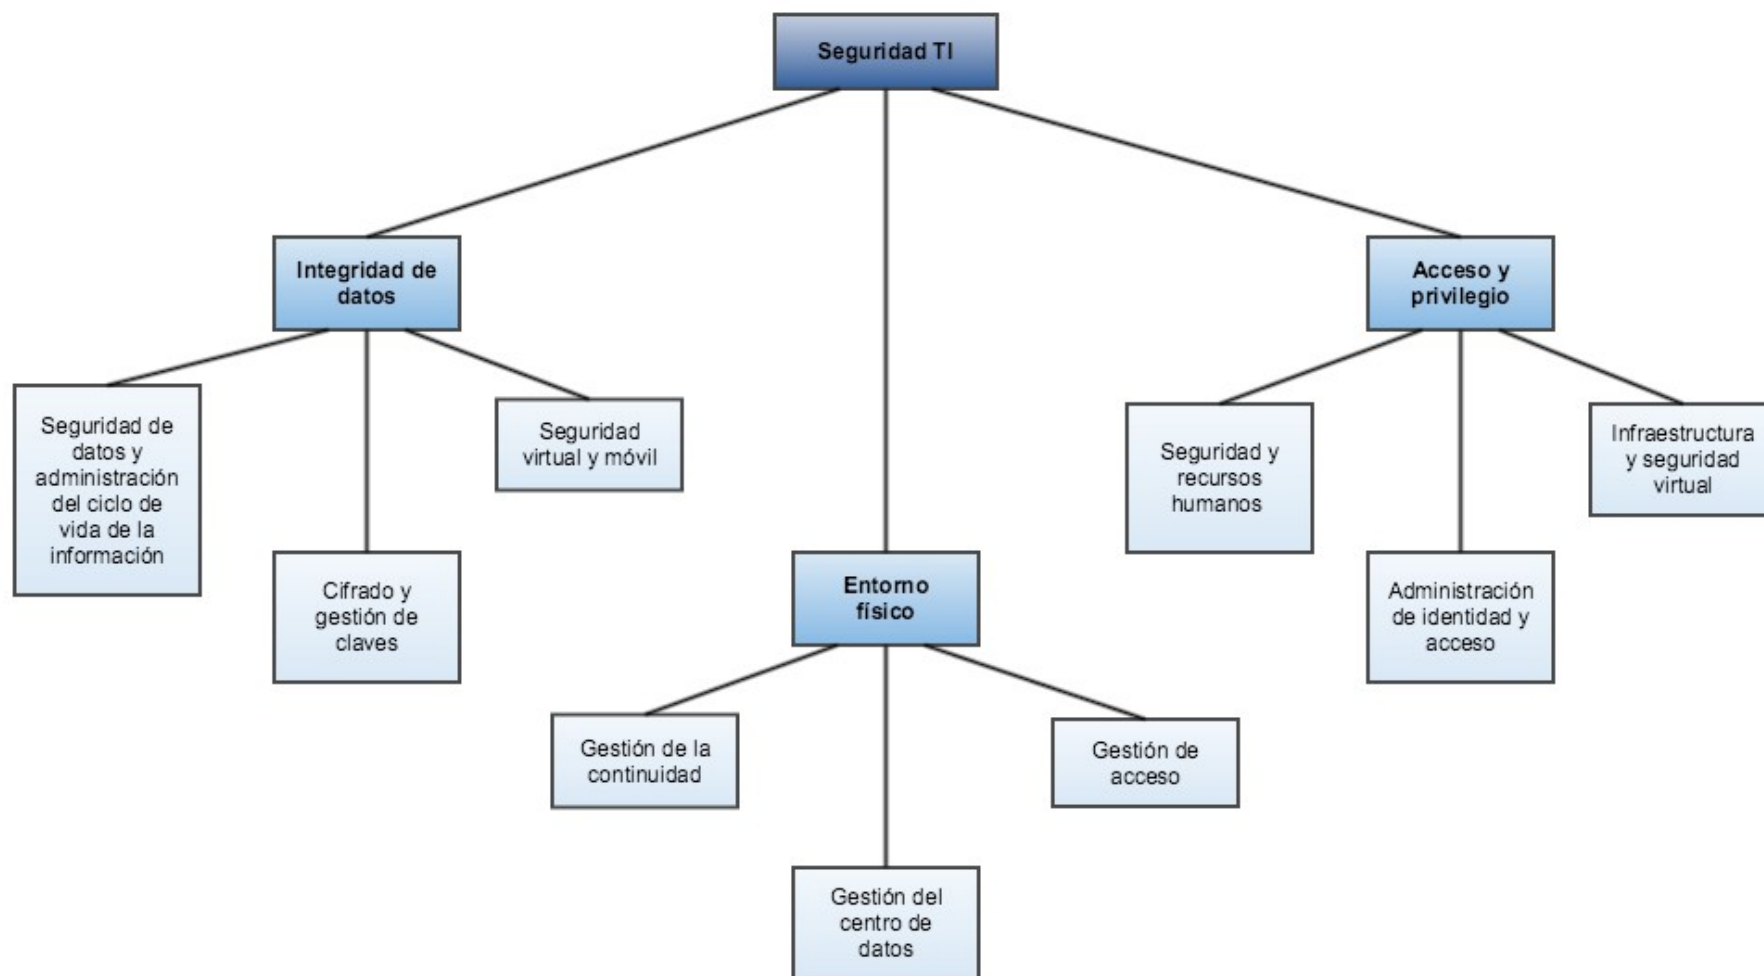 Seguridad TI
Integridad de
datos
Acceso y
privilegio
Seguridad de
datos y
administración
del ciclo de
vida de la
información
Seguridad
virtual y móvil
Cifrado y
gestión de
claves
Seguridad y
recursos
humanos
Infraestructura
y seguridad
virtual
Administración
de identidad y
acceso
Entorno
físico
Gestión de la
continuidad
Gestión de
acceso
Gestión del
centro de
datos